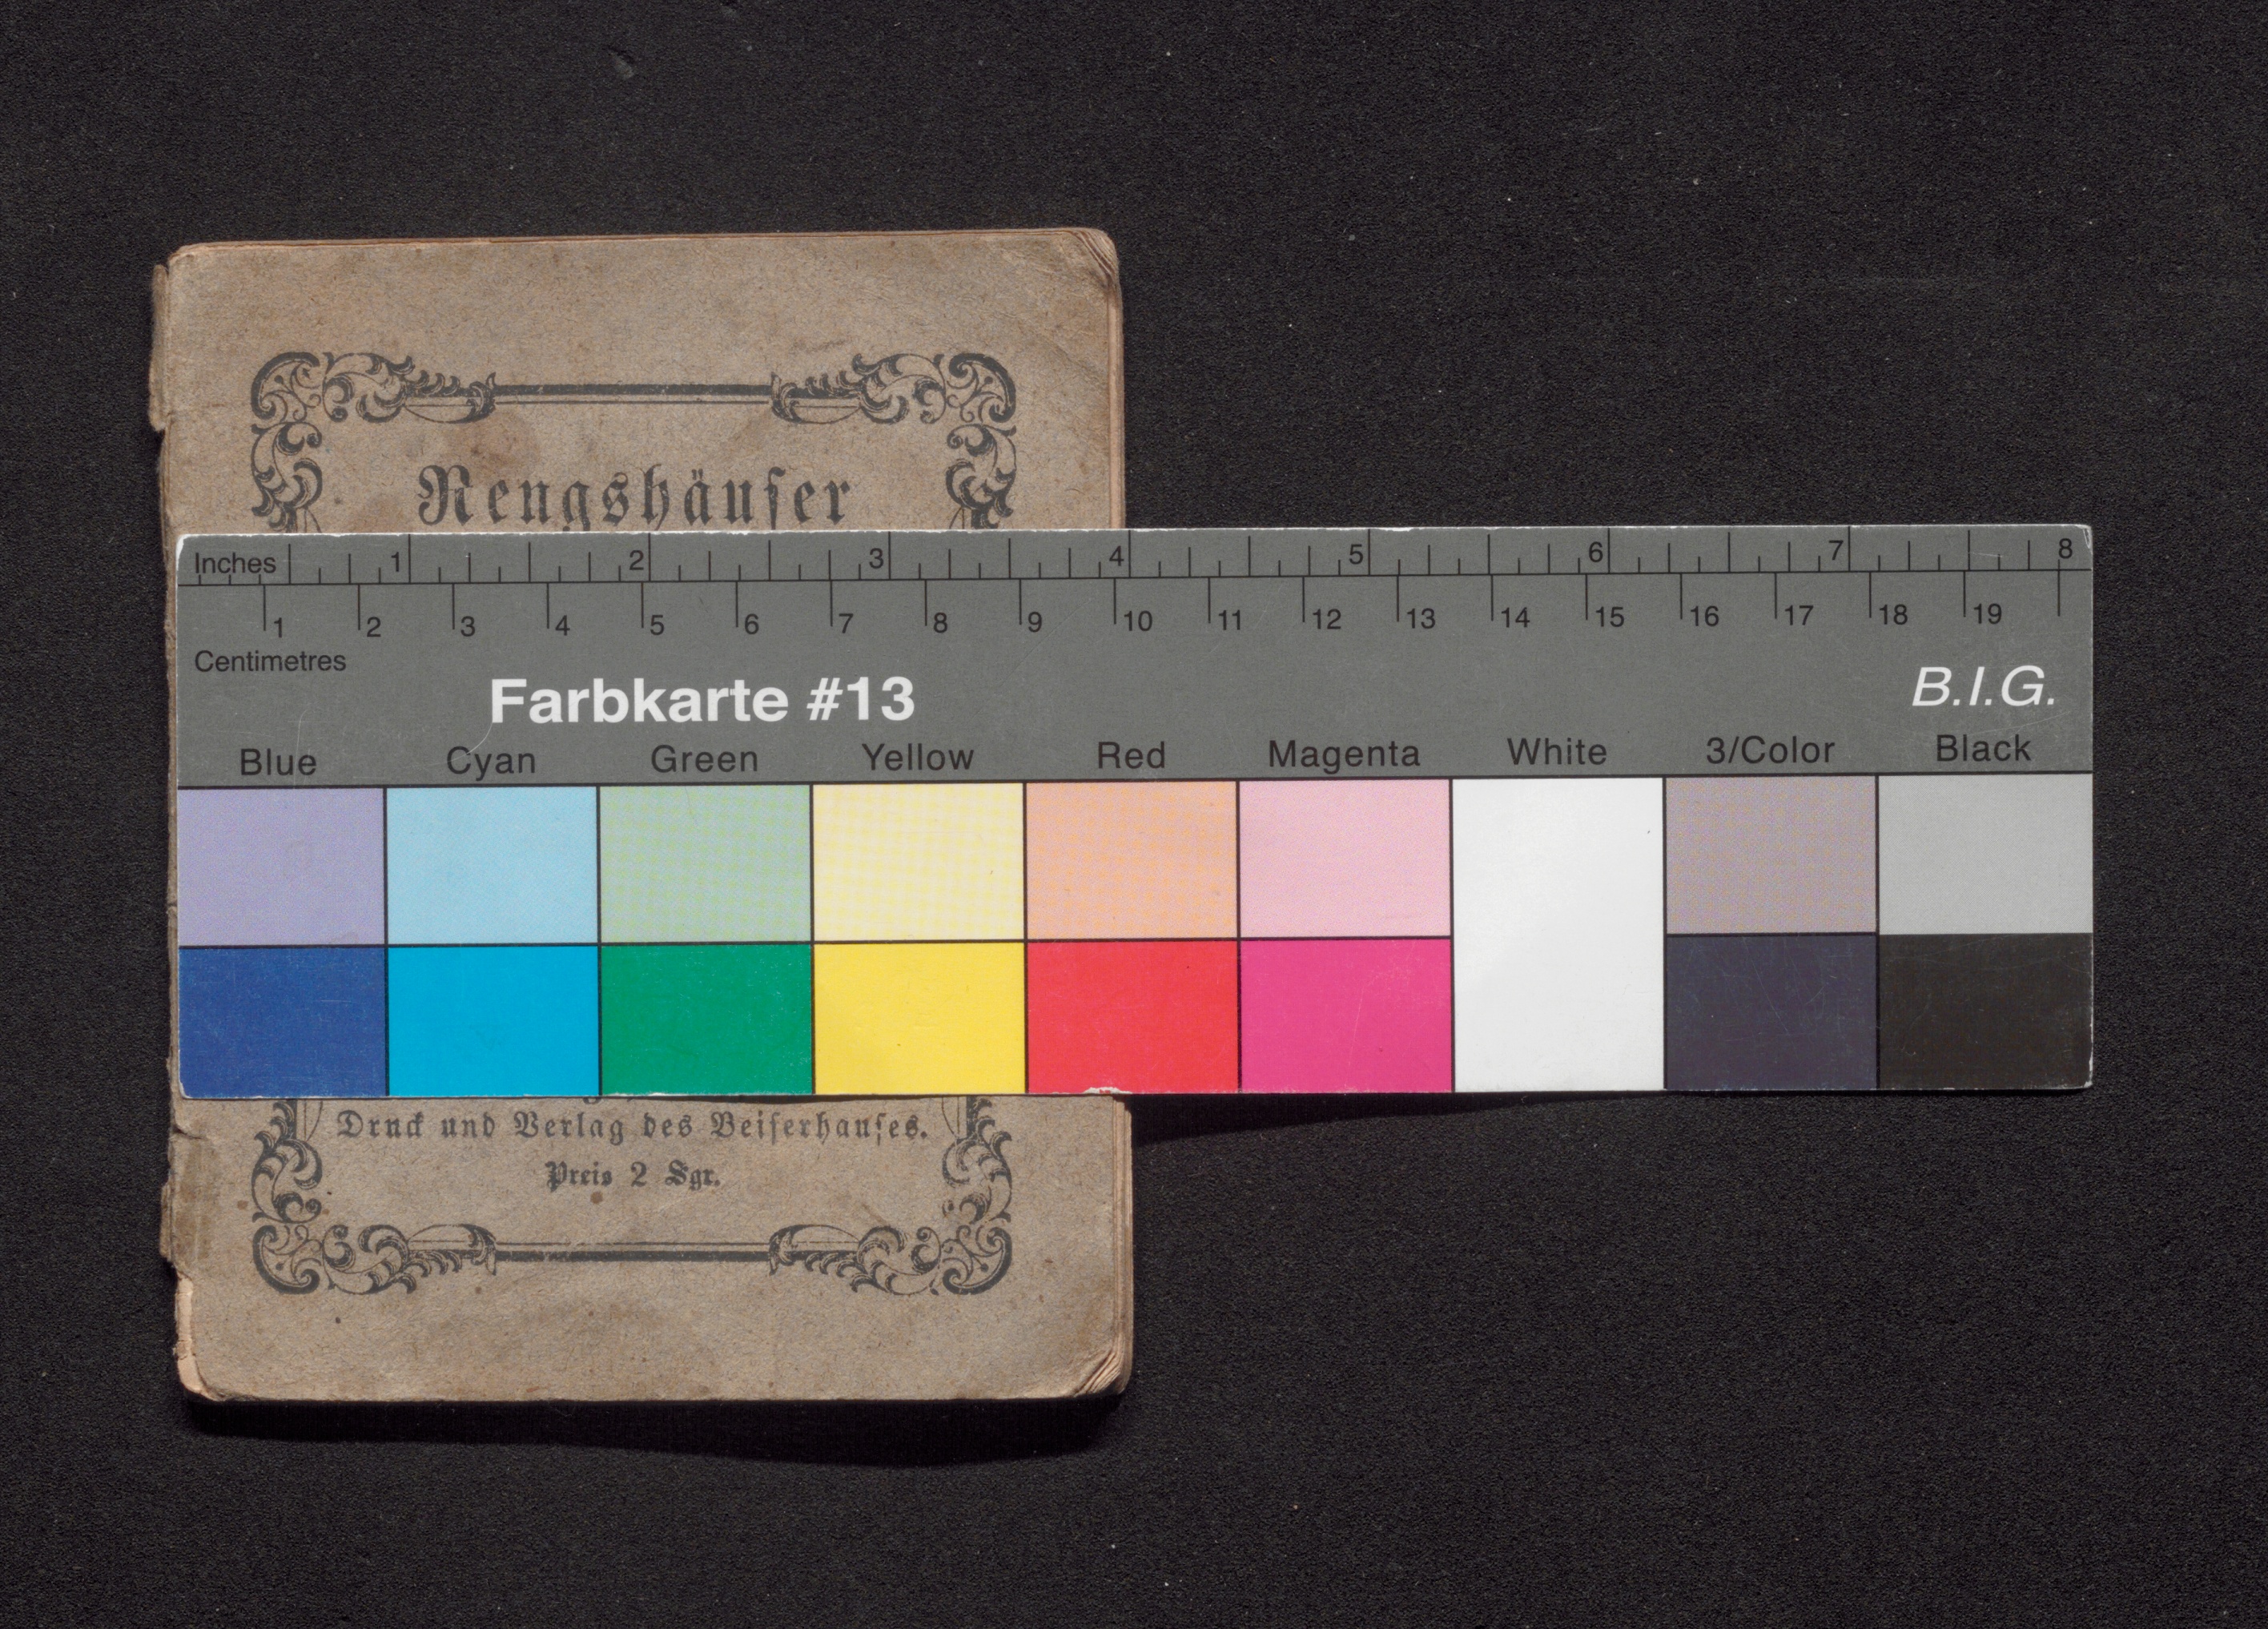 Rengshäuſer
Inches 1 2 3 4 5 6 7 8
1 2 3 4 5 6 7 8 9 10 11 12 13 14 15 16 17 18 19
Centimetres
Farbkarte #13
B.I.G.
Blue Cyan Green Yellow Red Magenta White 3/Color Black
Druck und Verlag des Beiſerhauſes.
Preis 2 Sgr.